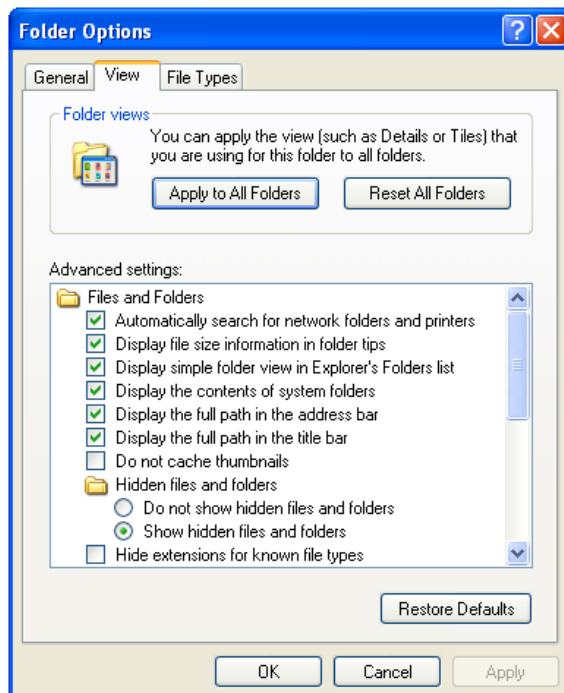 Folder Options
General View File Types
Folder views
You can apply the view (such as Details or Tiles) that
you are using for this folder to all folders.
Apply to All Folders Reset All Folders
Advanced settings:
Files and Folders
Automatically search for network folders and printers
Display file size information in folder tips
Display simple folder view in Explorer's Folders list
Display the contents of system folders
Display the full path in the address bar
Display the full path in the title bar
Do not cache thumbnails
Hidden files and folders
Do not show hidden files and folders
Show hidden files and folders
Hide extensions for known file types
Restore Defaults
OK Cancel Apply